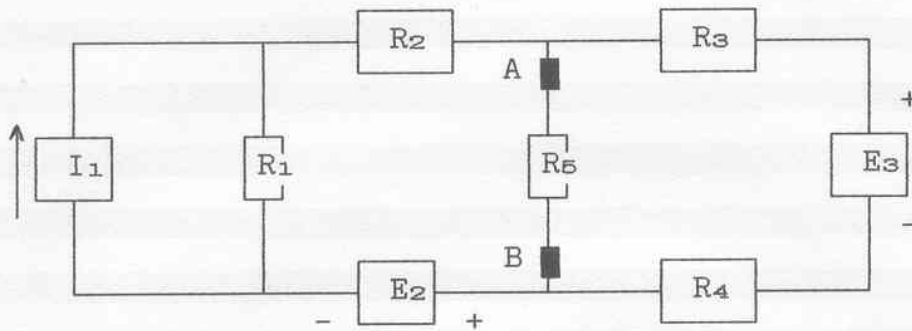 R2 R3
A
+
I1 R1 R5 E3
-
B
E2 R4
- +